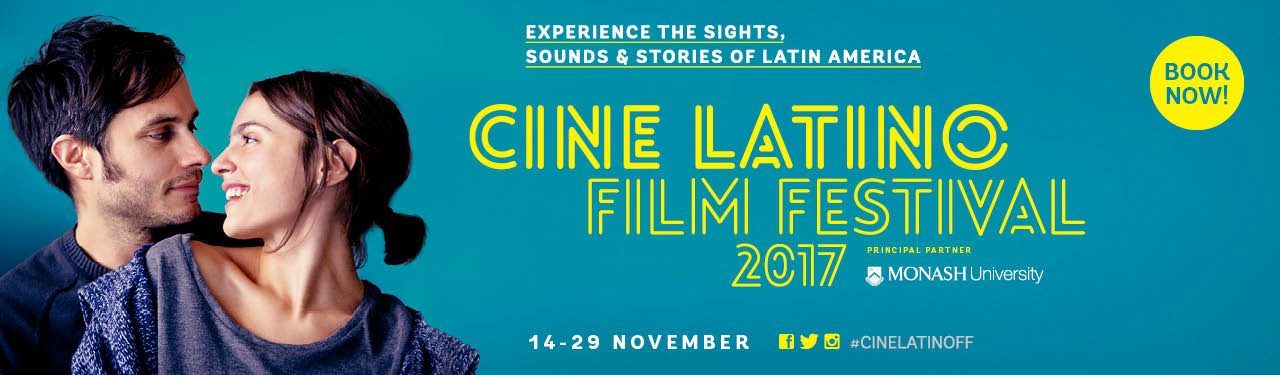 EXPERIENCE THE SIGHTS,
SOUNDS & STORIES OF LATIN AMERICA
BOOK
NOW!
CINE LATINO
FILM FESTIVAL
2017
PRINCIPAL PARTNER
MONASH University
14-29 NOVEMBER
#CINELATINOFF